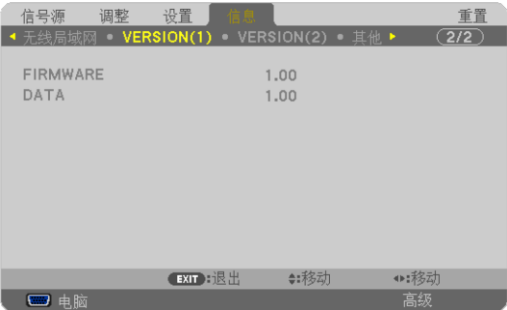 信号源 调整 设置 信息 重置
无线局域网 • VERSION(1) • VERSION(2) • 其他 2/2
FIRMWARE 1.00
DATA 1.00
EXIT :退出 :移动 :移动
电脑 高级